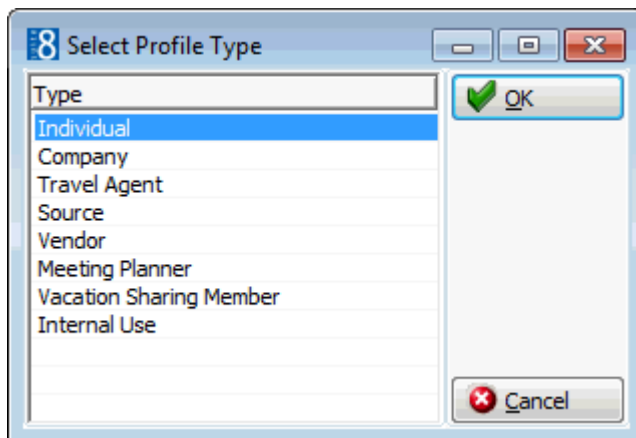 8 Select Profile Type
Type
OK
Individual
Company
Travel Agent
Source
Vendor
Meeting Planner
Vacation Sharing Member
Internal Use
Cancel